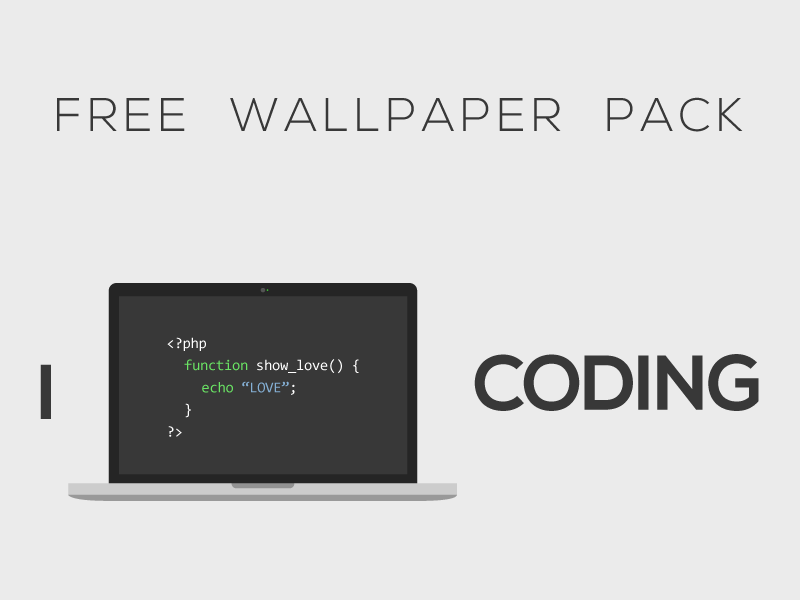 FREE WALLPAPER PACK
I
<?php
function show_love() {
echo “LOVE”;
}
?>
CODING